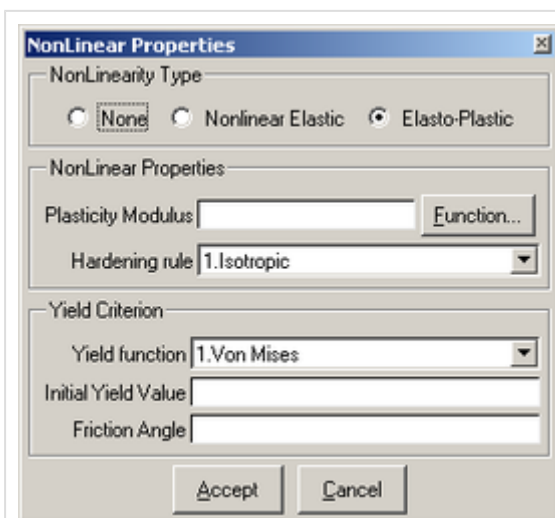 NonLinear Properties
NonLinearity Type
None Nonlinear Elastic Elasto-Plastic
NonLinear Properties
Plasticity Modulus Function...
Hardening rule 1.Isotropic
Yield Criterion
Yield function 1.Von Mises
Initial Yield Value
Friction Angle
Accept Cancel